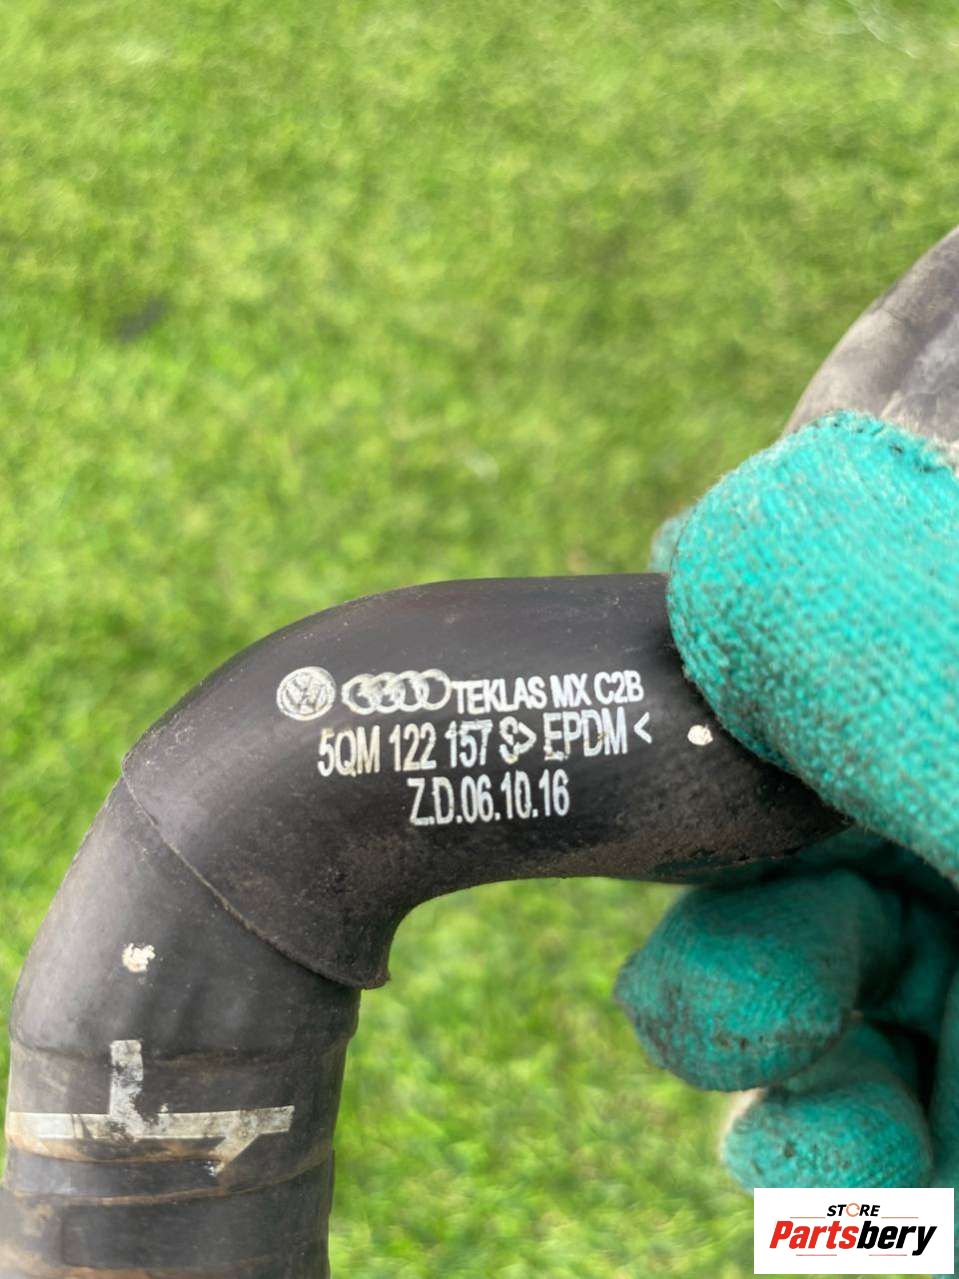 TEKLAS MX C2B
5QM 122 157 S >EPDM<
Z.D.06.10.16
STORE
Partsbery